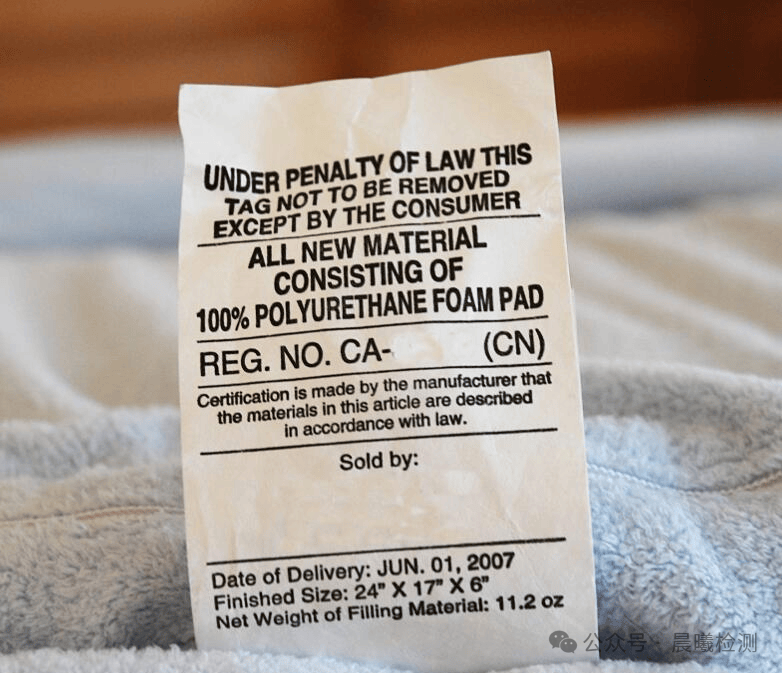 UNDER PENALTY OF LAW THIS
TAG NOT TO BE REMOVED
EXCEPT BY THE CONSUMER
ALL NEW MATERIAL
CONSISTING OF
100% POLYURETHANE FOAM PAD
REG. NO. CA- (CN)
Certification is made by the manufacturer that
the materials in this article are described
in accordance with law.
Sold by:
Date of Delivery: JUN. 01, 2007
Finished Size: 24" X 17" X 6"
Net Weight of Filling Material: 11.2 oz
公众号 · 晨曦检测